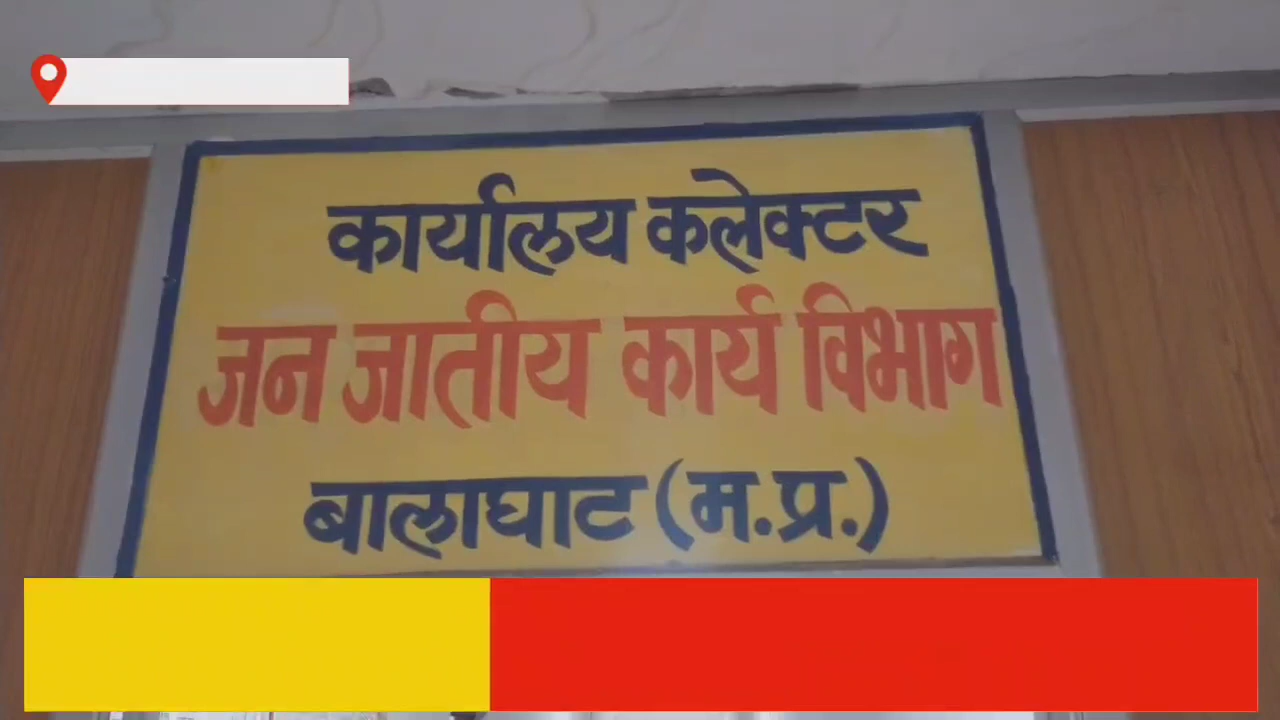 कार्यालय कलेक्टर
जन जातीय कार्य विभाग
बालाघाट (म.प्र.)